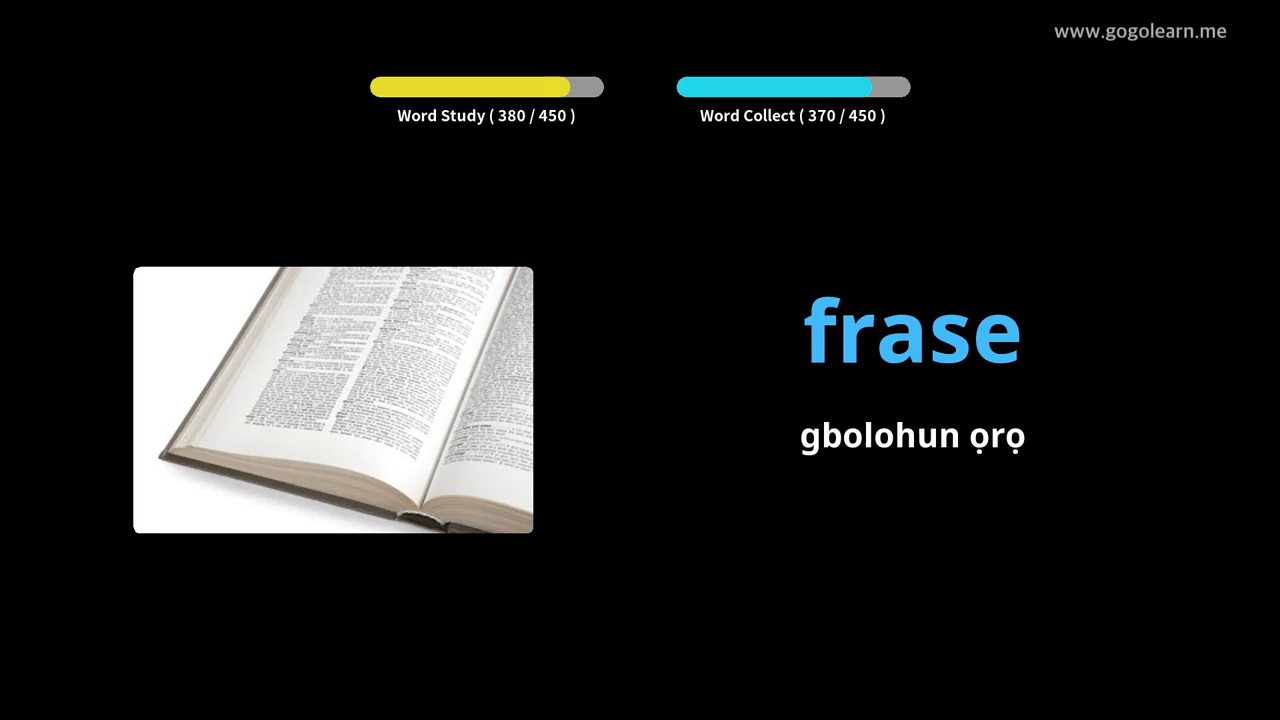 www.gogolearn.me
Word Study ( 380 / 450 )
Word Collect ( 370 / 450 )
frase
gbolohun ọrọ